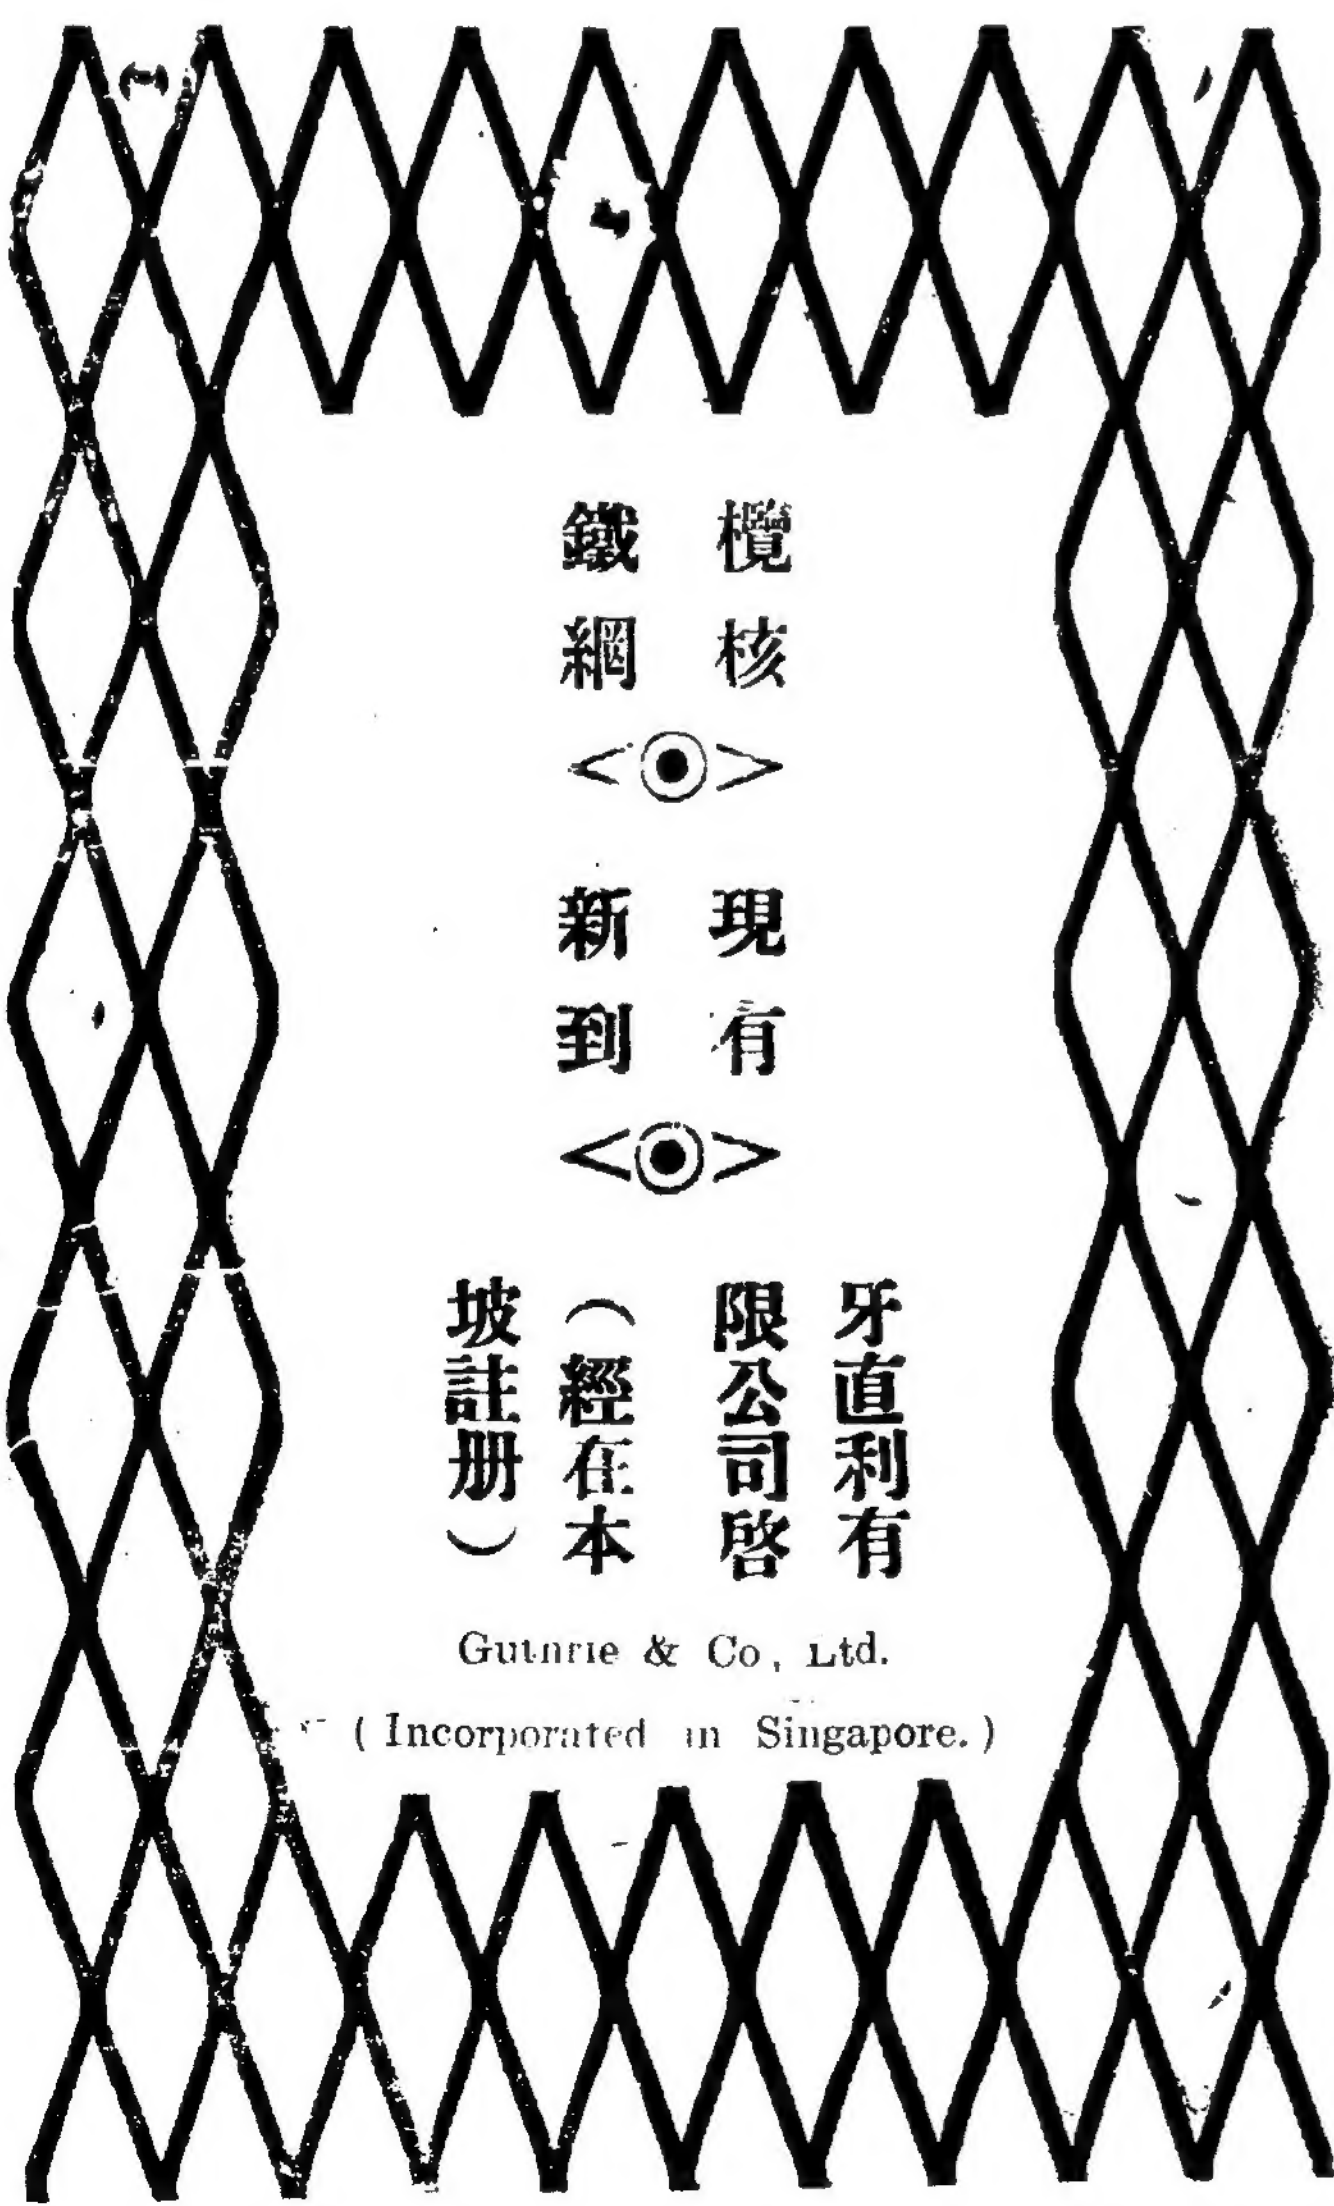 欖核
鐵網
現有
新到
牙直利有
限公司啓
（經在本
坡註册）
Guthrie & Co, Ltd.
( Incorporated in Singapore. )